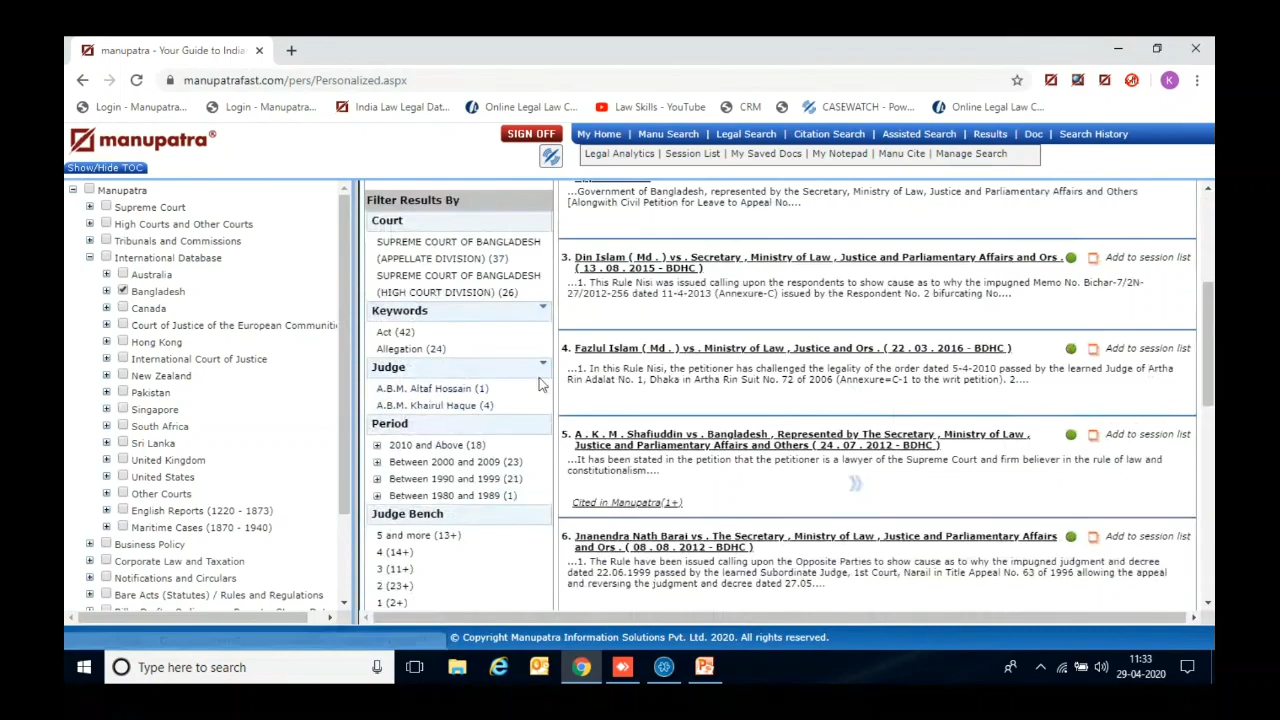 manupatra - Your Guide to India
manupatrafast.com/pers/Personalized.aspx
K
Login - Manupatra...
Login - Manupatra...
India Law Legal Dat...
Online Legal Law C...
Law Skills - YouTube
CRM
CASEWATCH - Pow...
Online Legal Law C...
manupatra®
SIGN OFF
My Home | Manu Search | Legal Search | Citation Search | Assisted Search | Results | Doc | Search History
Legal Analytics | Session List | My Saved Docs | My Notepad | Manu Cite | Manage Search
Show/Hide TOC
Manupatra
Supreme Court
High Courts and Other Courts
Tribunals and Commissions
International Database
Australia
Bangladesh
Canada
Court of Justice of the European Communiti
Hong Kong
International Court of Justice
New Zealand
Pakistan
Singapore
South Africa
Sri Lanka
United Kingdom
United States
Other Courts
English Reports (1220 - 1873)
Maritime Cases (1870 - 1940)
Business Policy
Corporate Law and Taxation
Notifications and Circulars
Bare Acts (Statutes) / Rules and Regulations
Filter Results By
Court
SUPREME COURT OF BANGLADESH
(APPELLATE DIVISION) (37)
SUPREME COURT OF BANGLADESH
(HIGH COURT DIVISION) (26)
Keywords
Act (42)
Allegation (24)
Judge
A.B.M. Altaf Hossain (1)
A.B.M. Khairul Haque (4)
Period
2010 and Above (18)
Between 2000 and 2009 (23)
Between 1990 and 1999 (21)
Between 1980 and 1989 (1)
Judge Bench
5 and more (13+)
4 (14+)
3 (11+)
2 (23+)
1 (2+)
...Government of Bangladesh, represented by the Secretary, Ministry of Law, Justice and Parliamentary Affairs and Others
[Alongwith Civil Petition for Leave to Appeal No....
3. Din Islam ( Md . ) vs . Secretary , Ministry of Law , Justice and Parliamentary Affairs and Ors . Add to session list
( 13 . 08 . 2015 - BDHC )
...1. This Rule Nisi was issued calling upon the respondents to show cause as to why the impugned Memo No. Bichar-7/2N-
27/2012-256 dated 11-4-2013 (Annexure-C) issued by the Respondent No. 2 bifurcating No....
4. Fazlul Islam ( Md . ) vs . Ministry of Law , Justice and Ors . ( 22 . 03 . 2016 - BDHC ) Add to session list
...1. In this Rule Nisi, the petitioner has challenged the legality of the order dated 5-4-2010 passed by the learned Judge of Artha
Rin Adalat No. 1, Dhaka in Artha Rin Suit No. 72 of 2006 (Annexure=C-1 to the writ petition). 2....
5. A . K . M . Shafiuddin vs . Bangladesh , Represented by The Secretary , Ministry of Law , Add to session list
Justice and Parliamentary Affairs and Others ( 24 . 07 . 2012 - BDHC )
...It has been stated in the petition that the petitioner is a lawyer of the Supreme Court and firm believer in the rule of law and
constitutionalism....
Cited in Manupatra(1+)
6. Jnanendra Nath Barai vs . The Secretary , Ministry of Law , Justice and Parliamentary Affairs Add to session list
and Ors . ( 08 . 08 . 2012 - BDHC )
...1. The Rule have been issued calling upon the Opposite Parties to show cause as to why the impugned judgment and decree
dated 22.06.1999 passed by the learned Subordinate Judge, 1st Court, Narail in Title Appeal No. 63 of 1996 allowing the appeal
and reversing the judgment and decree dated 27.05....
© Copyright Manupatra Information Solutions Pvt. Ltd. 2020. All rights reserved.
Type here to search
11:33
29-04-2020